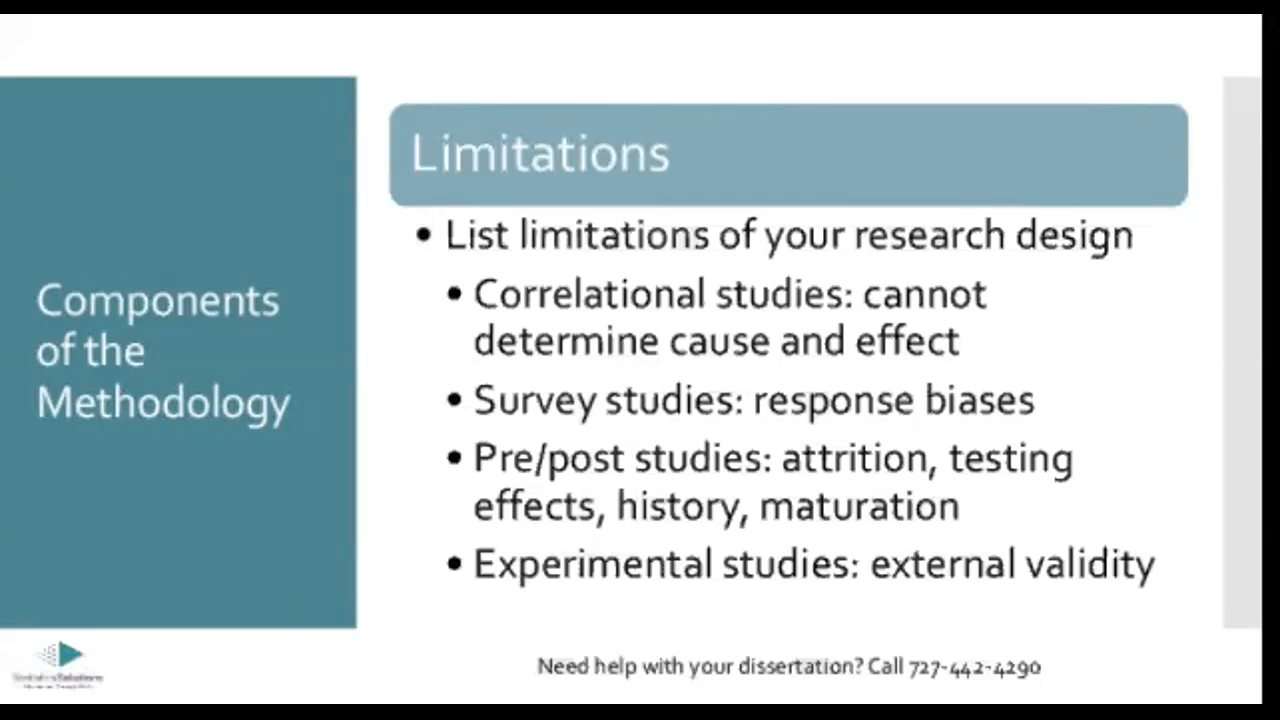 Limitations
• List limitations of your research design
• Correlational studies: cannot
determine cause and effect
• Survey studies: response biases
• Pre/post studies: attrition, testing
effects, history, maturation
• Experimental studies: external validity
Components
of the
Methodology
Need help with your dissertation? Call 727-442-4290